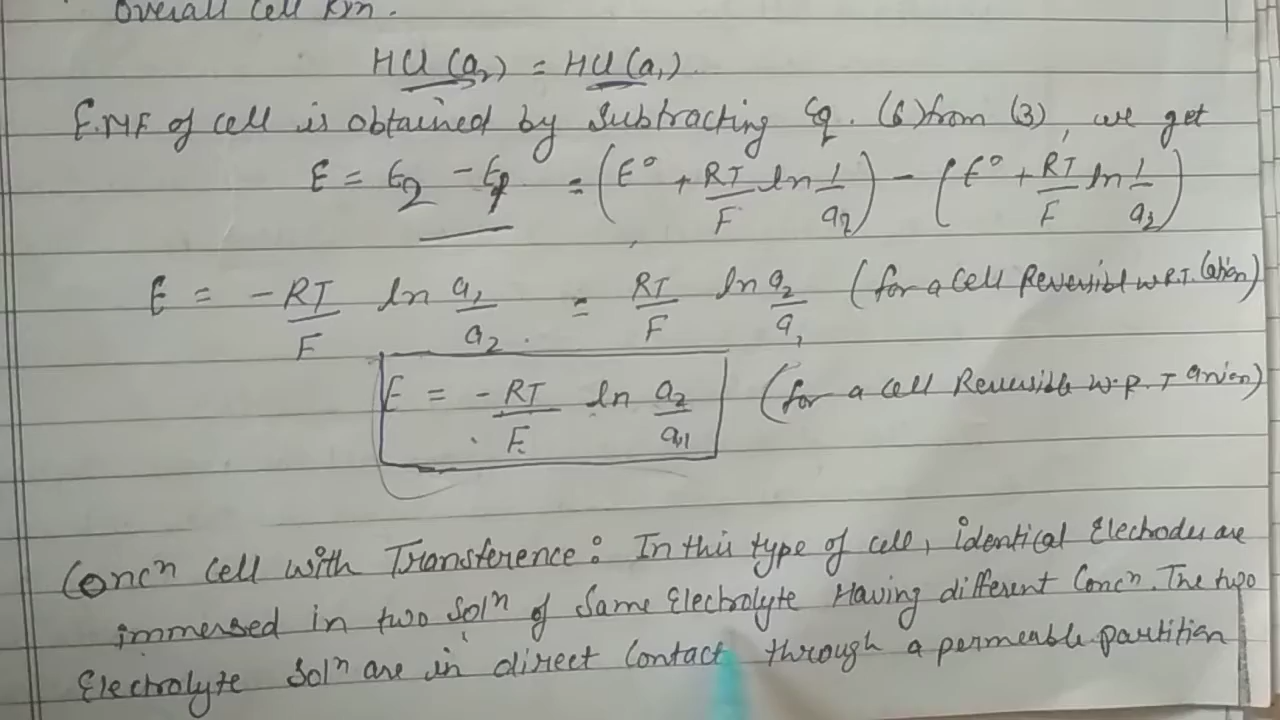 Overall Cell Rxn.
HCl (a₂) = HCl (a₁).
E.M.F of cell is obtained by Subtracting Eq. (6) from (3), we get
E = E₂ - E₁ = (E° + RT/F ln 1/a₂) - (E° + RT/F ln 1/a₂)
E = -RT/F ln a₁/a₂ . = RT/F ln a₂/a₁ (for a Cell Reversible W.R.T. Cation)
E = -RT/F ln a₂/a₁ (for a cell Reversible W.R.T anion)
Concⁿ Cell with Transference: In this type of cell, identical Electrodes are
immersed in two Solⁿ of Same Electrolyte Having different Concⁿ. The two
Electrolyte Solⁿ are in direct Contact through a permeable partition